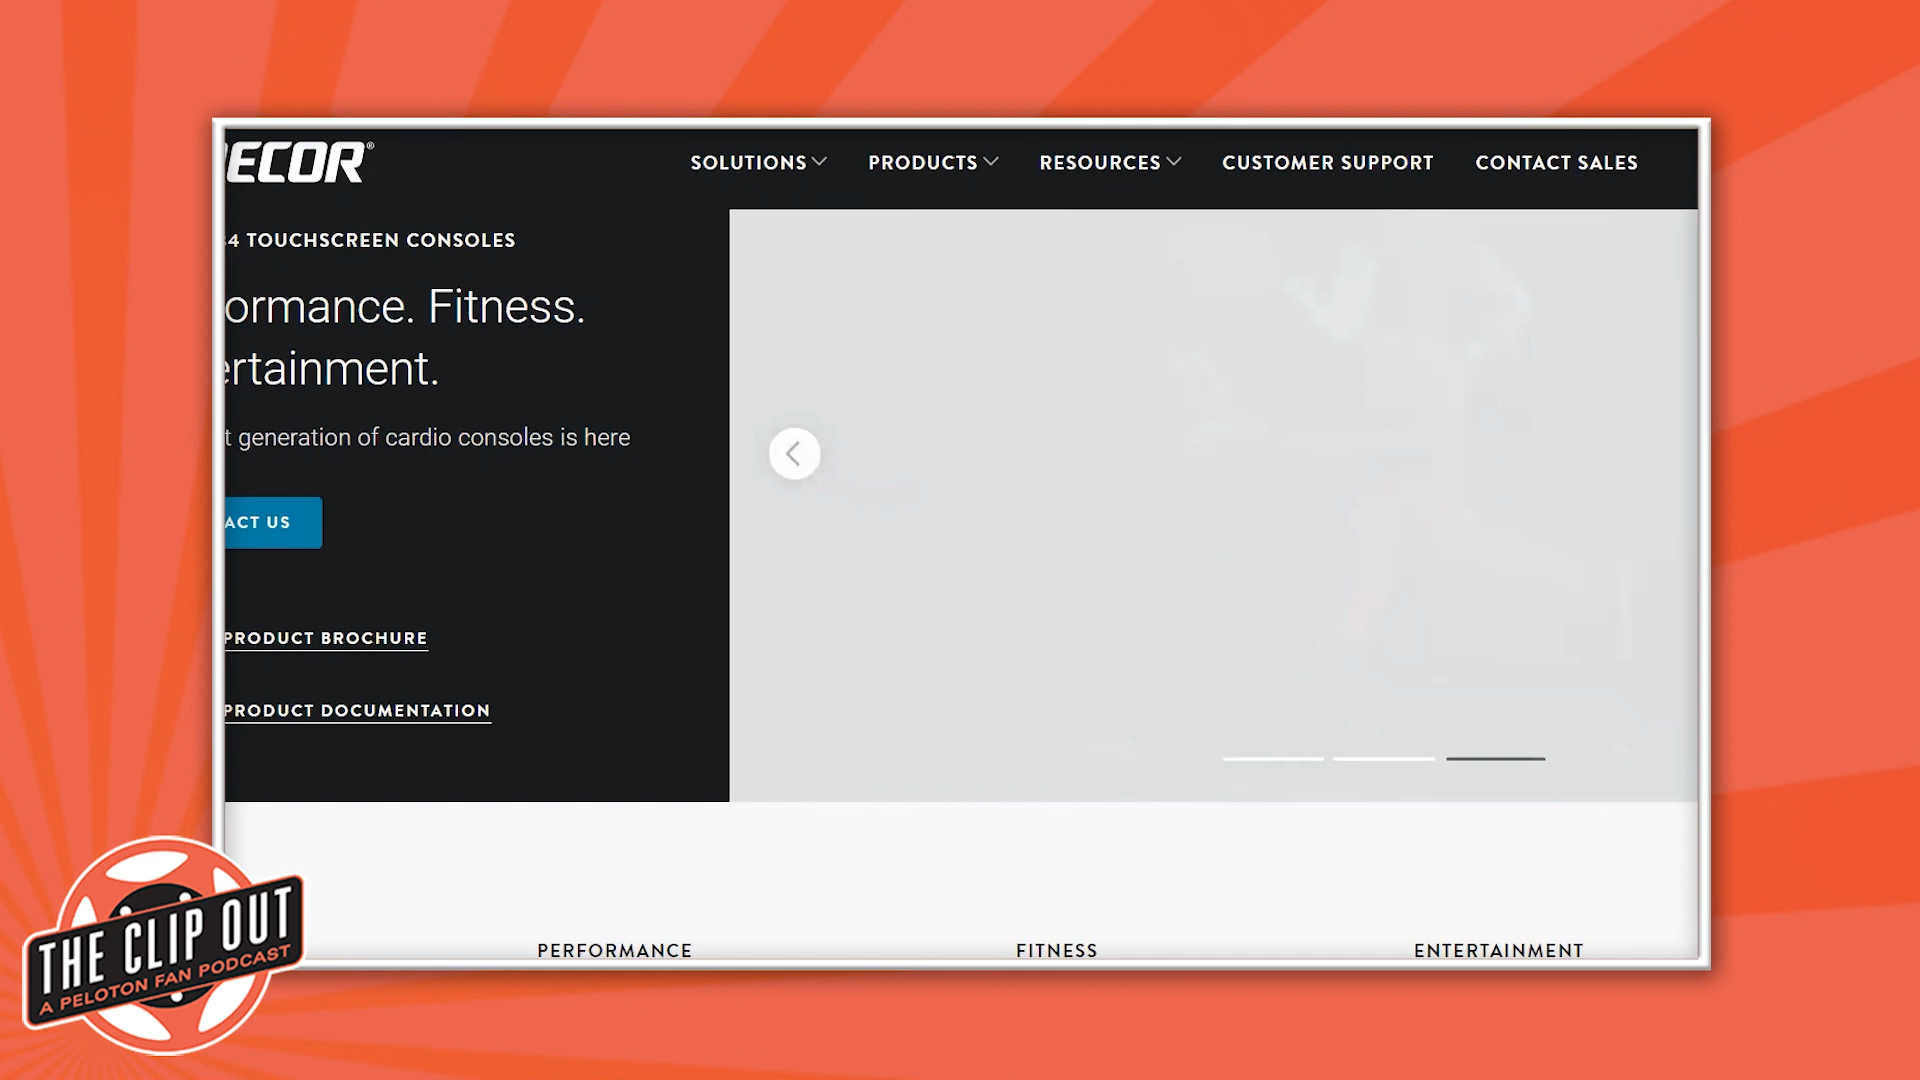 ECOR®
SOLUTIONS PRODUCTS RESOURCES CUSTOMER SUPPORT CONTACT SALES
4 TOUCHSCREEN CONSOLES
ormance. Fitness.
ertainment.
t generation of cardio consoles is here
ACT US
PRODUCT BROCHURE
PRODUCT DOCUMENTATION
PERFORMANCE FITNESS ENTERTAINMENT
THE CLIP OUT
A PELOTON FAN PODCAST